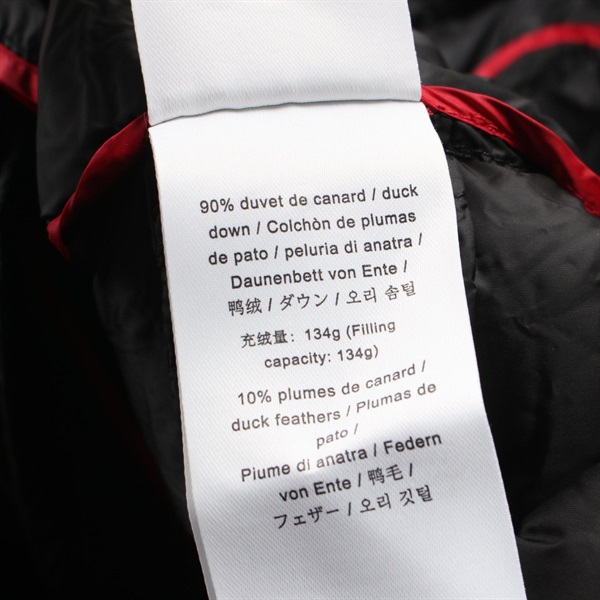 90% duvet de canard / duck
down / Colchòn de plumas
de pato / peluria di anatra /
Daunenbett von Ente /
鸭绒 / ダウン / 오리 솜털
充绒量: 134g (Filling
capacity: 134g)
10% plumes de canard /
duck feathers / Plumas de
pato /
Piume di anatra / Federn
von Ente / 鸭毛 /
フェザー / 오리 깃털